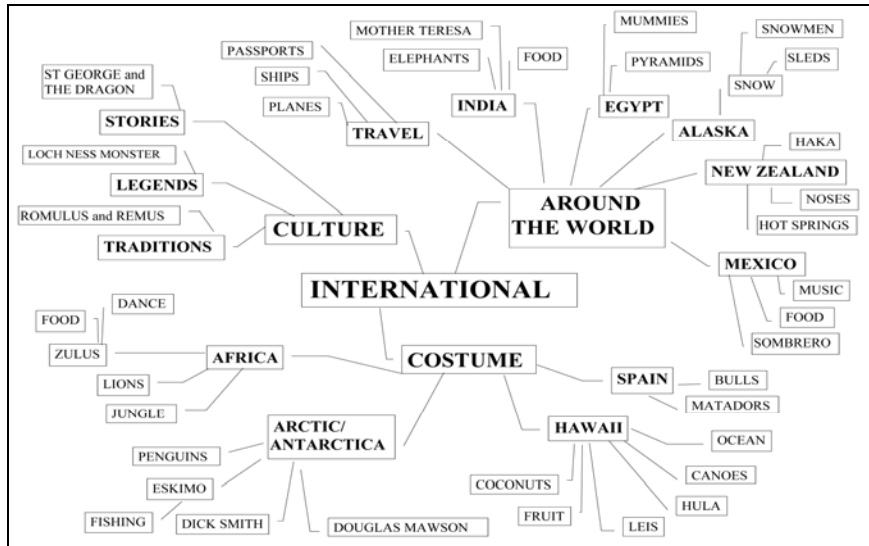 MOTHER TERESA
MUMMIES
SNOWMEN
PASSPORTS
ELEPHANTS
FOOD
PYRAMIDS
SLEDS
ST GEORGE and
THE DRAGON
SHIPS
SNOW
PLANES
INDIA
EGYPT
STORIES
TRAVEL
ALASKA
HAKA
LOCH NESS MONSTER
NEW ZEALAND
LEGENDS
NOSES
ROMULUS and REMUS
CULTURE
AROUND
THE WORLD
HOT SPRINGS
TRADITIONS
MEXICO
INTERNATIONAL
MUSIC
DANCE
FOOD
FOOD
SOMBRERO
ZULUS
AFRICA
COSTUME
LIONS
SPAIN
BULLS
JUNGLE
MATADORS
ARCTIC/
ANTARCTICA
HAWAII
OCEAN
PENGUINS
CANOES
ESKIMO
COCONUTS
HULA
FISHING
DICK SMITH
DOUGLAS MAWSON
FRUIT
LEIS